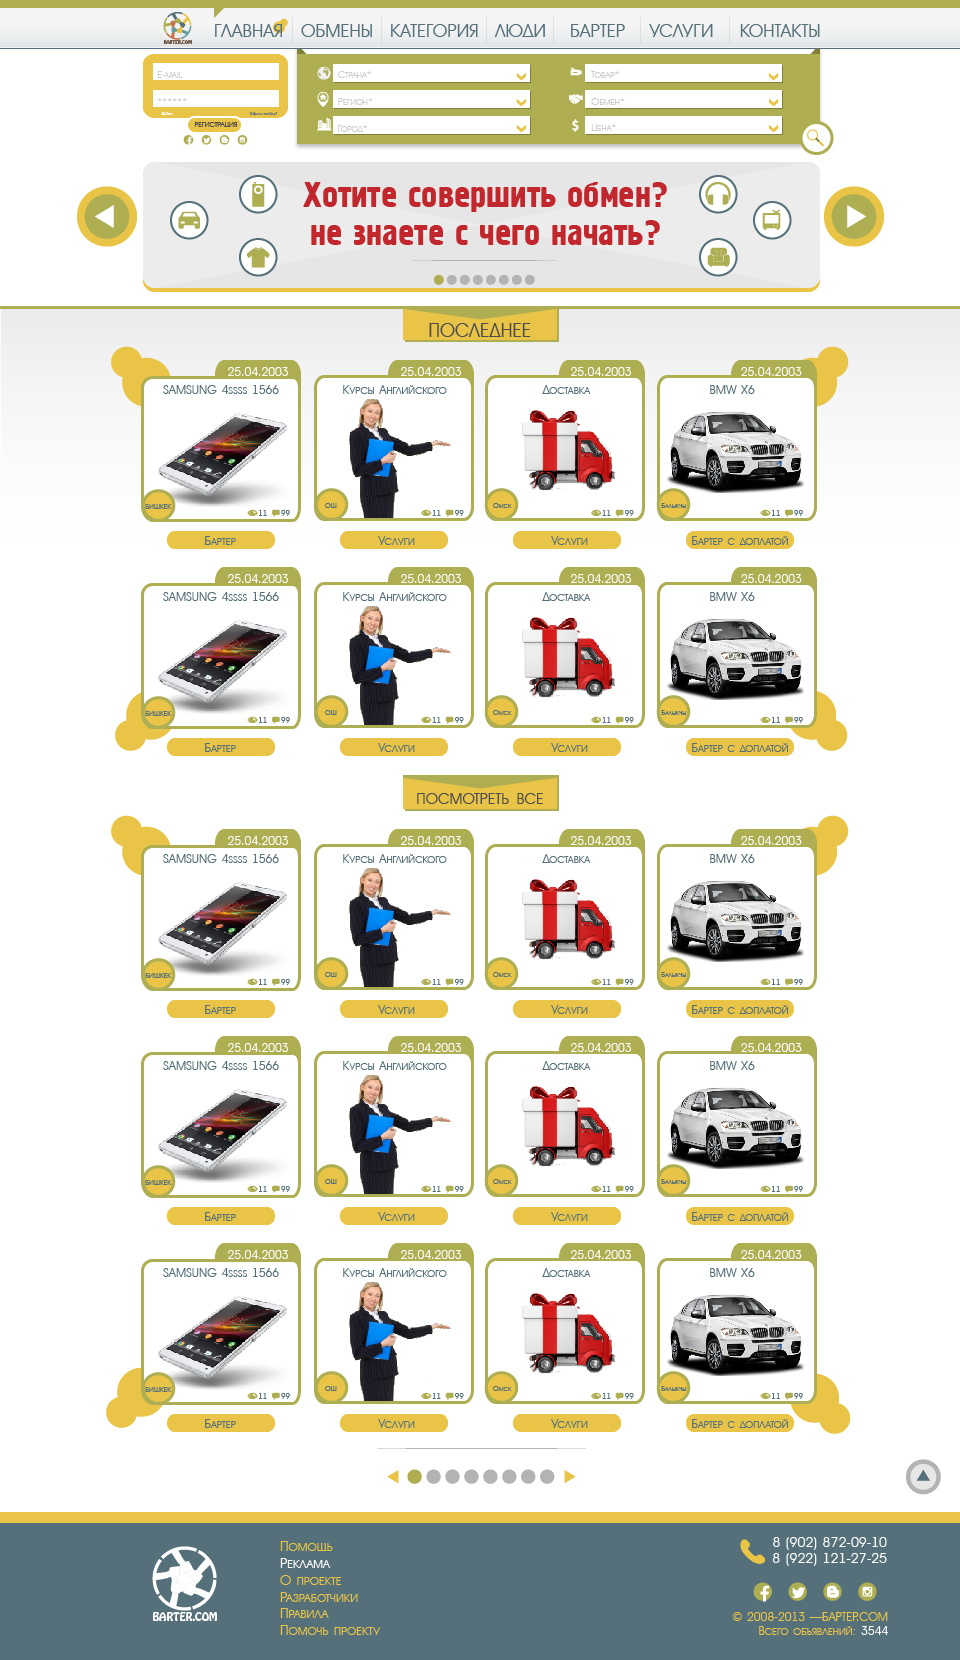 BARTER.COM
ГЛАВНАЯ ОБМЕНЫ КАТЕГОРИЯ ЛЮДИ БАРТЕР УСЛУГИ КОНТАКТЫ
E-mail
******
РЕГИСТРАЦИЯ
Страна*
Регион*
Город*
Товар*
Обмен*
Цена*
Хотите совершить обмен?
не знаете с чего начать?
ПОСЛЕДНЕЕ
25.04.2003 25.04.2003 25.04.2003 25.04.2003
SAMSUNG 4ssss 1566 Курсы Английского Доставка BMW X6
БИШКЕК 11 99 ОШ 11 99 Омск 11 99 Балыкчы 11 99
Бартер Услуги Услуги Бартер с доплатой
25.04.2003 25.04.2003 25.04.2003 25.04.2003
SAMSUNG 4ssss 1566 Курсы Английского Доставка BMW X6
БИШКЕК 11 99 ОШ 11 99 Омск 11 99 Балыкчы 11 99
Бартер Услуги Услуги Бартер с доплатой
ПОСМОТРЕТЬ ВСЕ
25.04.2003 25.04.2003 25.04.2003 25.04.2003
SAMSUNG 4ssss 1566 Курсы Английского Доставка BMW X6
БИШКЕК 11 99 ОШ 11 99 Омск 11 99 Балыкчы 11 99
Бартер Услуги Услуги Бартер с доплатой
25.04.2003 25.04.2003 25.04.2003 25.04.2003
SAMSUNG 4ssss 1566 Курсы Английского Доставка BMW X6
БИШКЕК 11 99 ОШ 11 99 Омск 11 99 Балыкчы 11 99
Бартер Услуги Услуги Бартер с доплатой
25.04.2003 25.04.2003 25.04.2003 25.04.2003
SAMSUNG 4ssss 1566 Курсы Английского Доставка BMW X6
БИШКЕК 11 99 ОШ 11 99 Омск 11 99 Балыкчы 11 99
Бартер Услуги Услуги Бартер с доплатой
BARTER.COM
Помощь
Реклама
О проекте
Разработчики
Правила
Помочь проекту
8 (902) 872-09-10
8 (922) 121-27-25
© 2008-2013 —БАРТЕР.COM
Всего объявлений: 3544